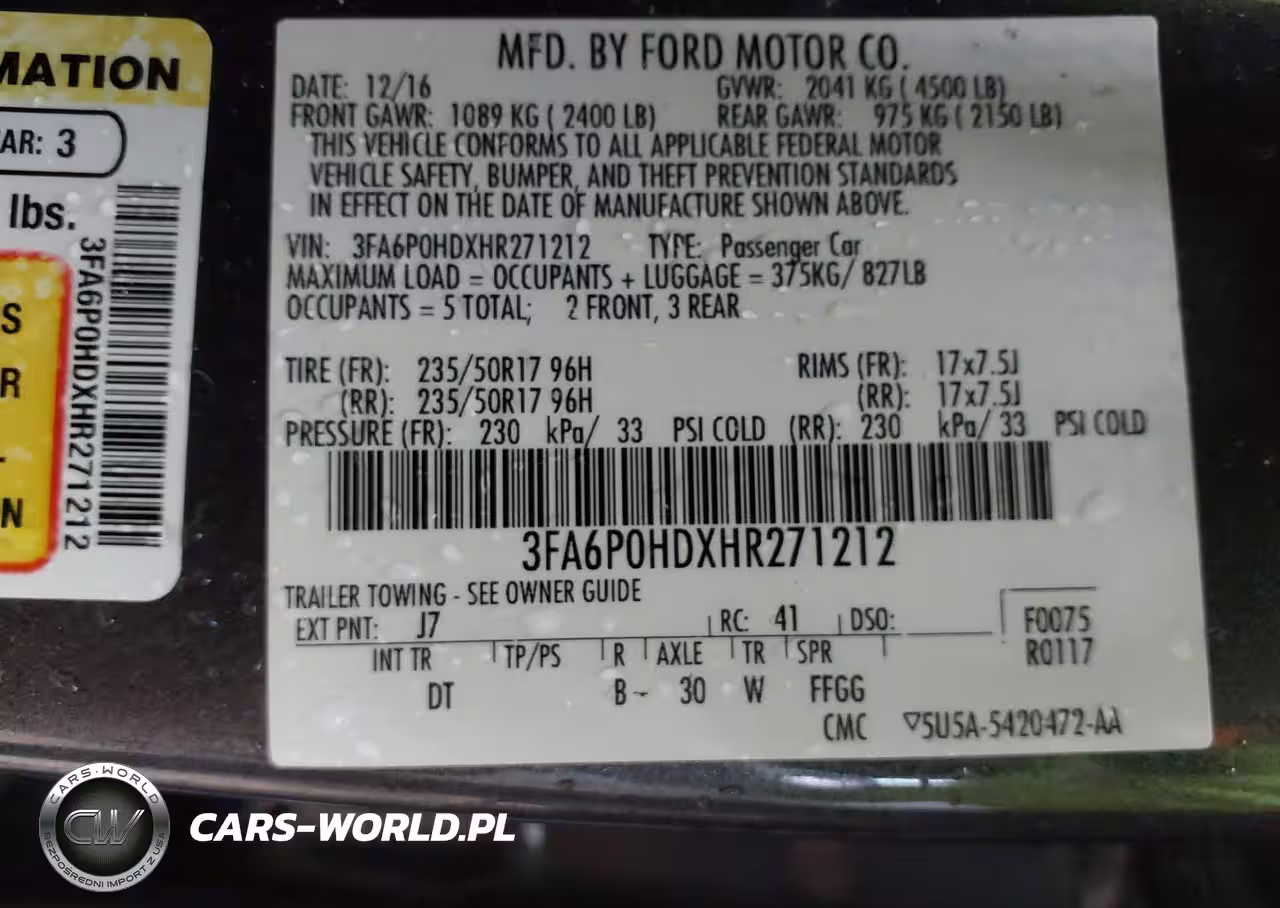 MATION
AR: 3
lbs.
S
R
N
3FA6P0HDXHR271212
MFD. BY FORD MOTOR CO.
DATE: 12/16 GVWR: 2041 KG ( 4500 LB)
FRONT GAWR: 1089 KG ( 2400 LB) REAR GAWR: 975 KG ( 2150 LB)
THIS VEHICLE CONFORMS TO ALL APPLICABLE FEDERAL MOTOR
VEHICLE SAFETY, BUMPER, AND THEFT PREVENTION STANDARDS
IN EFFECT ON THE DATE OF MANUFACTURE SHOWN ABOVE.
VIN: 3FA6P0HDXHR271212 TYPE: Passenger Car
MAXIMUM LOAD = OCCUPANTS + LUGGAGE = 375KG/ 827LB
OCCUPANTS = 5 TOTAL; 2 FRONT, 3 REAR
TIRE (FR): 235/50R17 96H RIMS (FR): 17x7.5J
(RR): 235/50R17 96H (RR): 17x7.5J
PRESSURE (FR): 230 kPa/ 33 PSI COLD (RR): 230 kPa/ 33 PSI COLD
3FA6P0HDXHR271212
TRAILER TOWING - SEE OWNER GUIDE
EXT PNT: J7 RC: 41 DSO: F0075
R0117
INT TR TP/PS R AXLE TR SPR
DT B- 30 W FFGG
CMC ▽5U5A-5420472-AA
CARS-WORLD
CW
BEZPOŚREDNI IMPORT Z USA
CARS-WORLD.PL